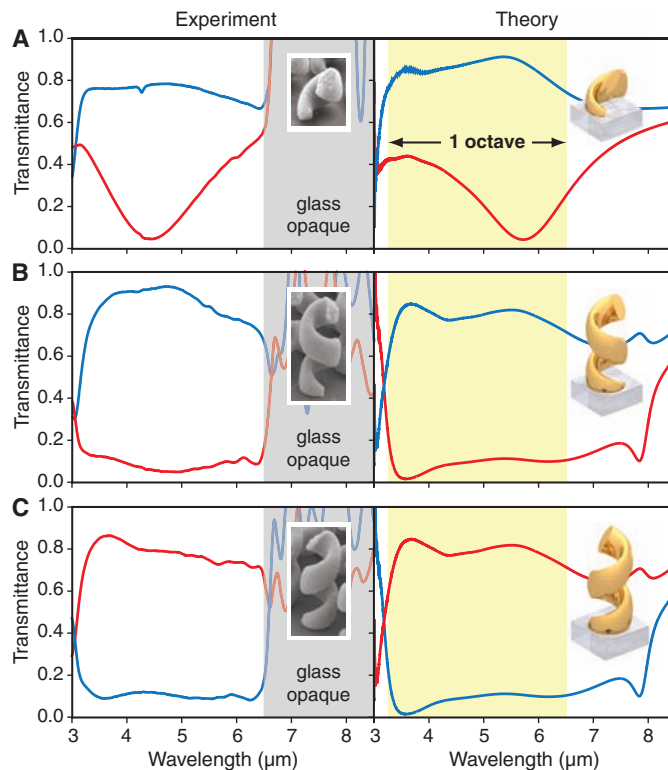 Experiment
Theory
A
1.0
0.8
0.6
0.4
0.2
0.0
Transmittance
glass
opaque
1 octave
B
1.0
0.8
0.6
0.4
0.2
0.0
Transmittance
glass
opaque
C
1.0
0.8
0.6
0.4
0.2
0.0
Transmittance
glass
opaque
3 4 5 6 7 8 3 4 5 6 7 8
Wavelength (µm)
Wavelength (µm)